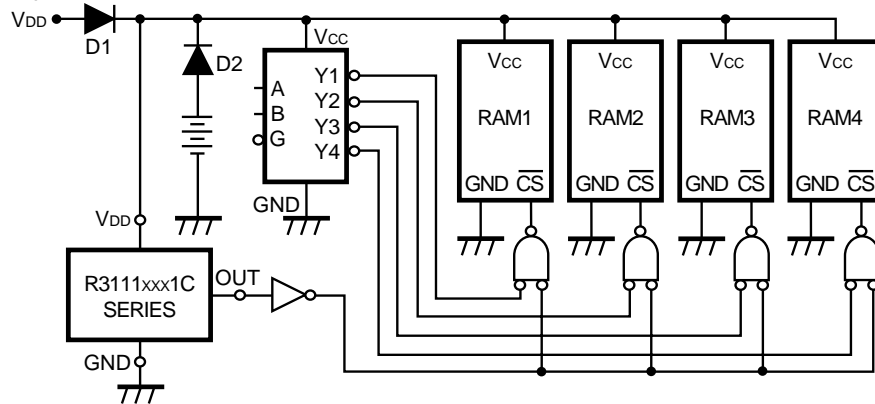 VDD
D1
D2
VCC
A
B
G
Y1
Y2
Y3
Y4
GND
VCC
RAM1
GND CS
VCC
RAM2
GND CS
VCC
RAM3
GND CS
VCC
RAM4
GND CS
VDD
R3111xxx1C
SERIES
OUT
GND